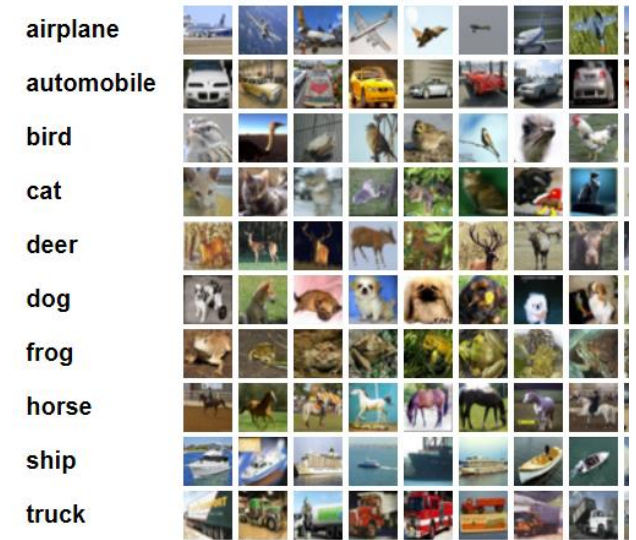 airplane
automobile
bird
cat
deer
dog
frog
horse
ship
truck